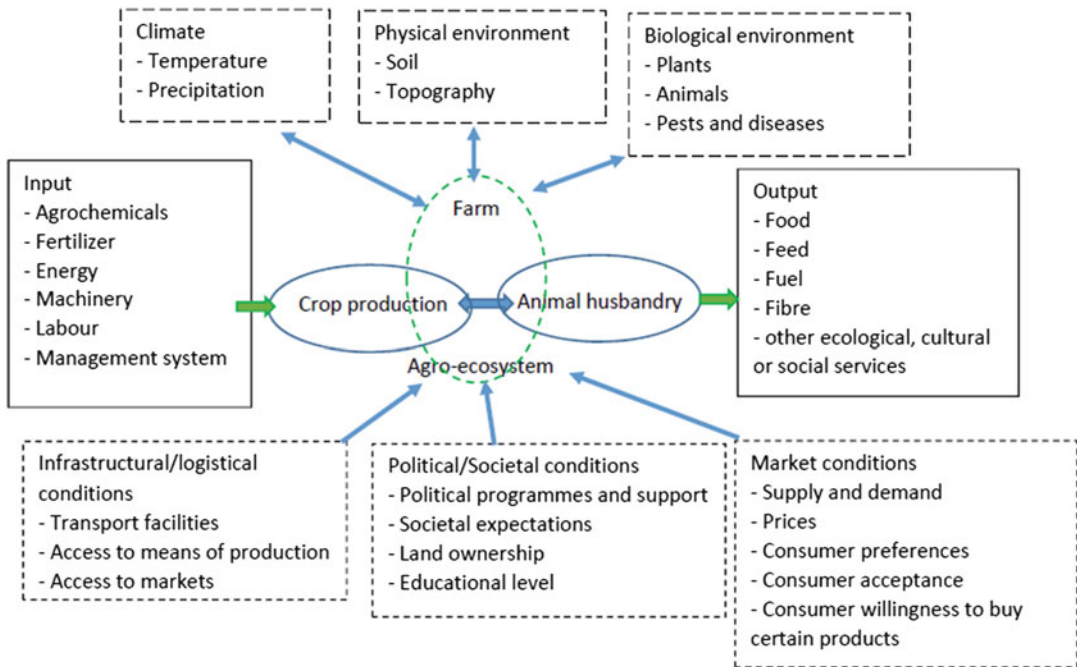 Climate
- Temperature
- Precipitation
Physical environment
- Soil
- Topography
Biological environment
- Plants
- Animals
- Pests and diseases
Input
- Agrochemicals
- Fertilizer
- Energy
- Machinery
- Labour
- Management system
Farm
Crop production
Animal husbandry
Agro-ecosystem
Output
- Food
- Feed
- Fuel
- Fibre
- other ecological, cultural
or social services
Infrastructural/logistical
conditions
- Transport facilities
- Access to means of production
- Access to markets
Political/Societal conditions
- Political programmes and support
- Societal expectations
- Land ownership
- Educational level
Market conditions
- Supply and demand
- Prices
- Consumer preferences
- Consumer acceptance
- Consumer willingness to buy
certain products